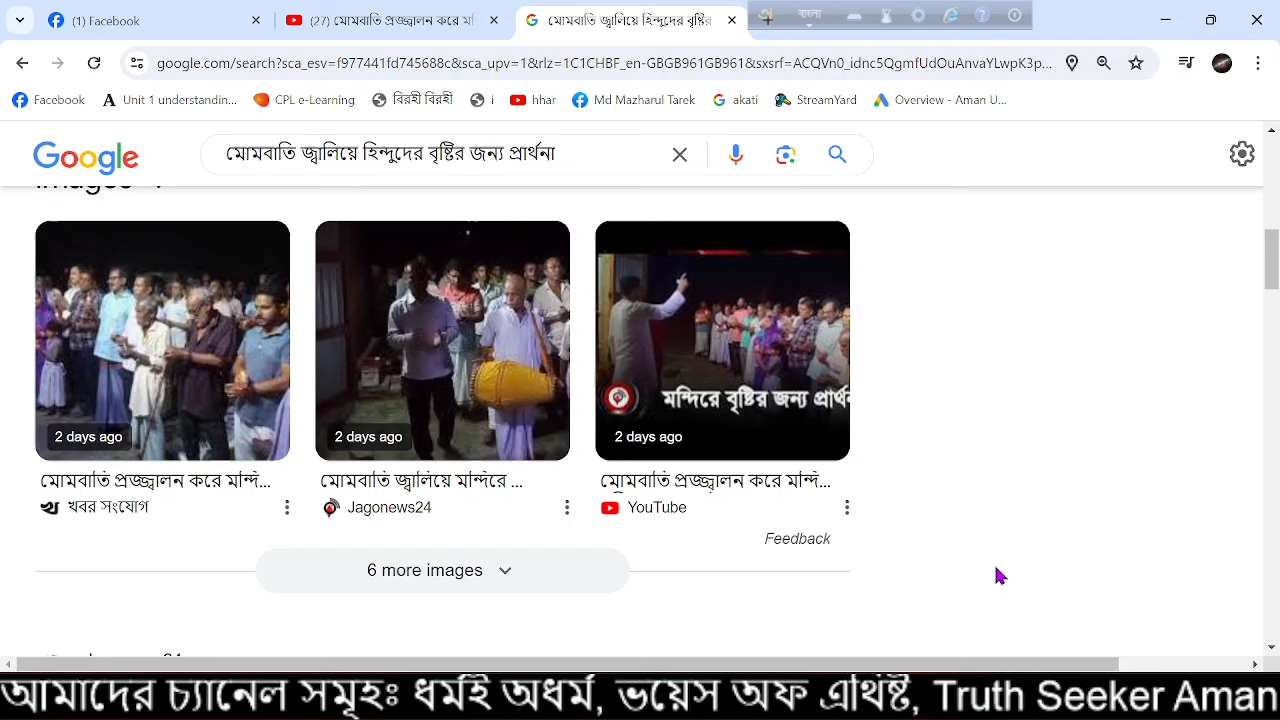 (1) Facebook
(27) মোমবাতি প্রজ্জ্বালন করে ম
মোমবাতি জ্বালিয়ে হিন্দুদের বৃষ্টির
বাংলা
google.com/search?sca_esv=f977441fd745688c&sca_upv=1&rlz=1C1CHBF_en-GBGB961GB961&sxsrf=ACQVn0_idnc5QgmfUdOuAnvaYLwpK3p...
Facebook
Unit 1 understandin...
CPL e-Learning
বিরহী বিরহী
i
hhar
Md Mazharul Tarek
akati
StreamYard
Overview - Aman U...
Google
মোমবাতি জ্বালিয়ে হিন্দুদের বৃষ্টির জন্য প্রার্থনা
Images
মন্দিরে বৃষ্টির জন্য প্রার্থ
2 days ago
2 days ago
2 days ago
মোমবাতি প্রজ্জ্বালন করে মন্দি...
মোমবাতি জ্বালিয়ে মন্দিরে ...
মোমবাতি প্রজ্জ্বালন করে মন্দি...
খবর সংযোগ
Jagonews24
YouTube
Feedback
6 more images
আমাদের চ্যানেল সমূহঃ ধর্মই অধর্ম, ভয়েস অফ এথিষ্ট, Truth Seeker Aman